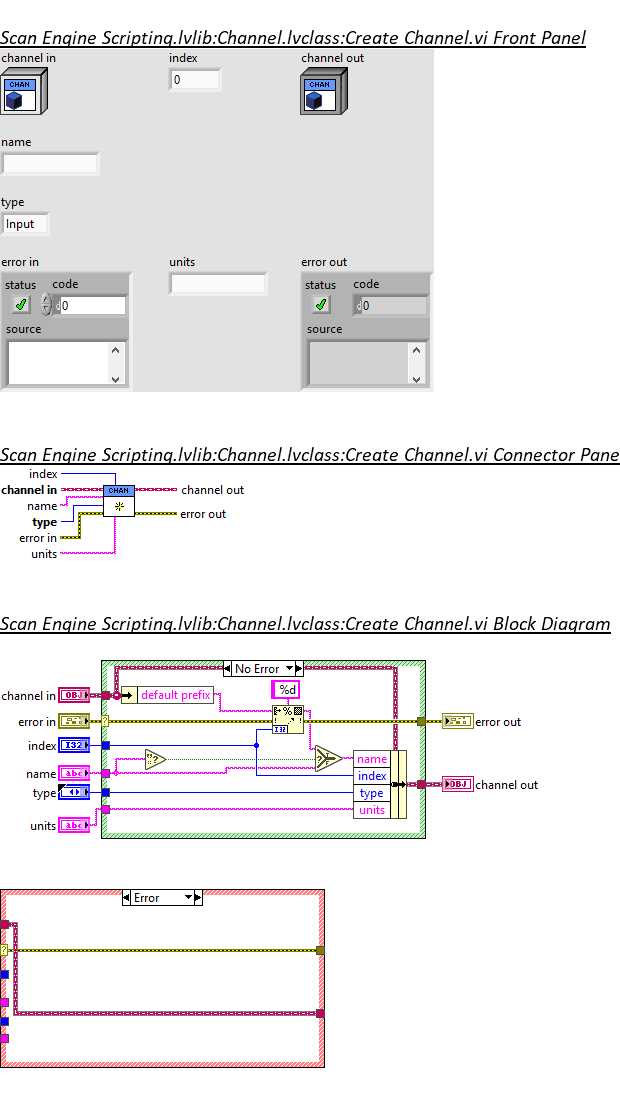 Scan Engine Scripting.lvlib:Channel.lvclass:Create Channel.vi Front Panel
channel in index channel out
CHAN 0 CHAN
name
type
Input
error in units error out
status code status code
d0 d0
source source
Scan Engine Scripting.lvlib:Channel.lvclass:Create Channel.vi Connector Pane
index
channel in CHAN channel out
name
type error out
error in
units
Scan Engine Scripting.lvlib:Channel.lvclass:Create Channel.vi Block Diagram
No Error
channel in OBJ default prefix %d
error in ? % error out
index I32 I32
name abc ? ? name
index channel out OBJ
type type
units abc units
Error
?